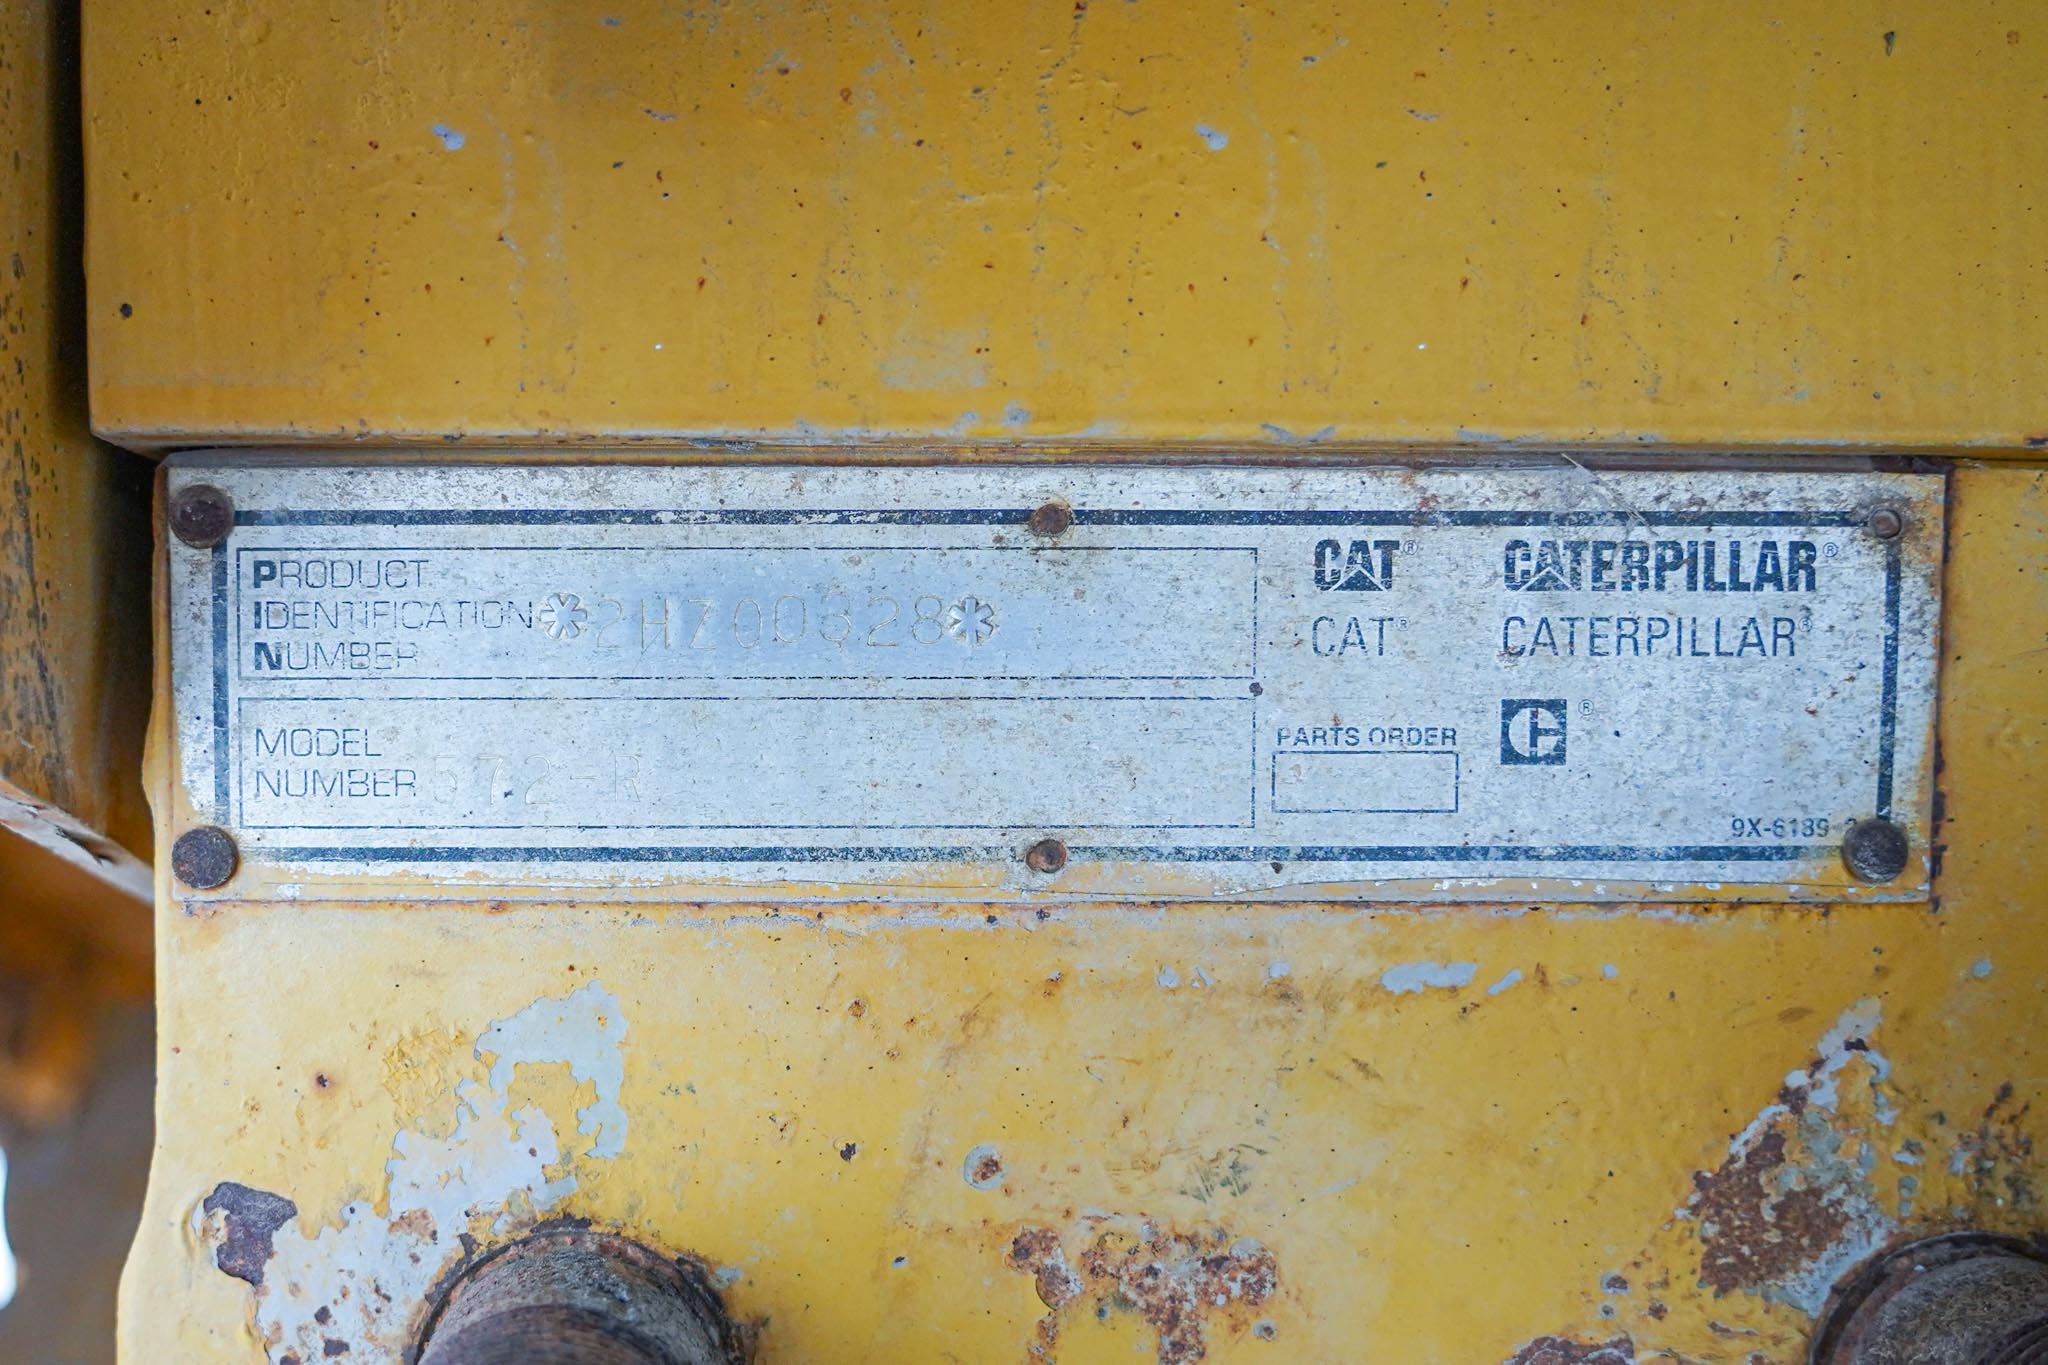 PRODUCT
IDENTIFICATION *2HZ00328*
NUMBER
MODEL
NUMBER 572-R
CAT® CATERPILLAR®
CAT® CATERPILLAR®
C ®
PARTS ORDER
9X-6139